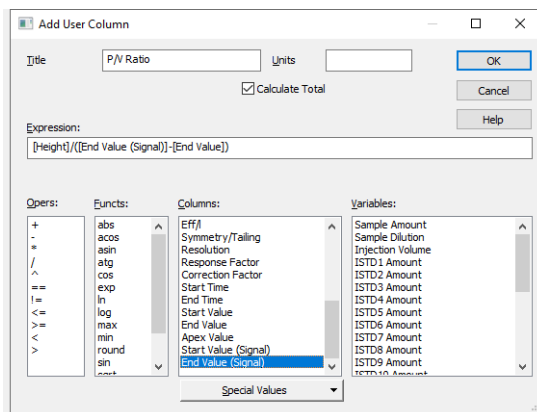 Add User Column
Title P/V Ratio Units OK
Calculate Total Cancel
Help
Expression:
[Height]/([End Value (Signal)]-[End Value])
Opers:
+
-
*
/
^
==
!=
<=
>=
<
>
Functs:
abs
acos
asin
atg
cos
exp
ln
log
max
min
round
sin
sqrt
Columns:
Eff/l
Symmetry/Tailing
Resolution
Response Factor
Correction Factor
Start Time
End Time
Start Value
End Value
Apex Value
Start Value (Signal)
End Value (Signal)
Special Values
Variables:
Sample Amount
Sample Dilution
Injection Volume
ISTD1 Amount
ISTD2 Amount
ISTD3 Amount
ISTD4 Amount
ISTD5 Amount
ISTD6 Amount
ISTD7 Amount
ISTD8 Amount
ISTD9 Amount
ISTD10 Amount